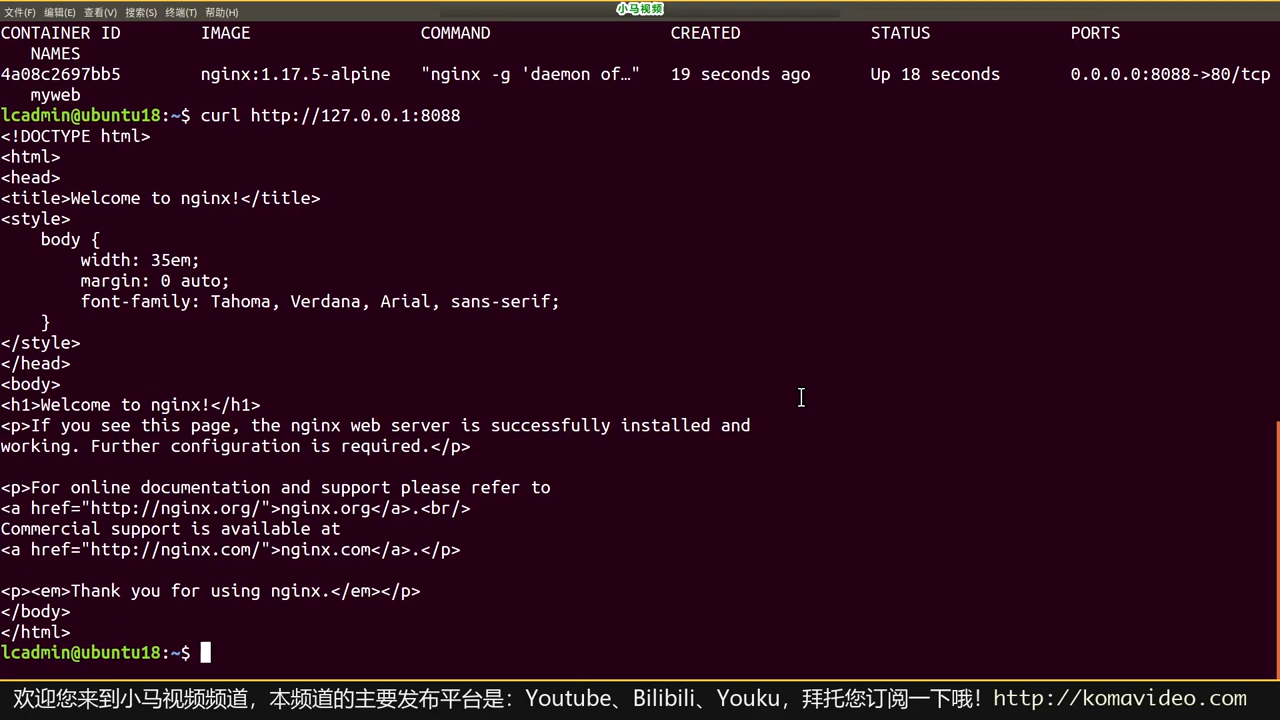 小马视频
文件(F) 编辑(E) 查看(V) 搜索(S) 终端(T) 帮助(H)
CONTAINER ID        IMAGE                 COMMAND                  CREATED             STATUS              PORTS
   NAMES
4a08c2697bb5        nginx:1.17.5-alpine   "nginx -g 'daemon of…"   19 seconds ago      Up 18 seconds       0.0.0.0:8088->80/tcp
   myweb
lcadmin@ubuntu18:~$ curl http://127.0.0.1:8088
<!DOCTYPE html>
<html>
<head>
<title>Welcome to nginx!</title>
<style>
    body {
        width: 35em;
        margin: 0 auto;
        font-family: Tahoma, Verdana, Arial, sans-serif;
    }
</style>
</head>
<body>
<h1>Welcome to nginx!</h1>
<p>If you see this page, the nginx web server is successfully installed and
working. Further configuration is required.</p>

<p>For online documentation and support please refer to
<a href="http://nginx.org/">nginx.org</a>.<br/>
Commercial support is available at
<a href="http://nginx.com/">nginx.com</a>.</p>

<p><em>Thank you for using nginx.</em></p>
</body>
</html>
lcadmin@ubuntu18:~$
欢迎您来到小马视频频道，本频道的主要发布平台是：Youtube、Bilibili、Youku，拜托您订阅一下哦！http://komavideo.com